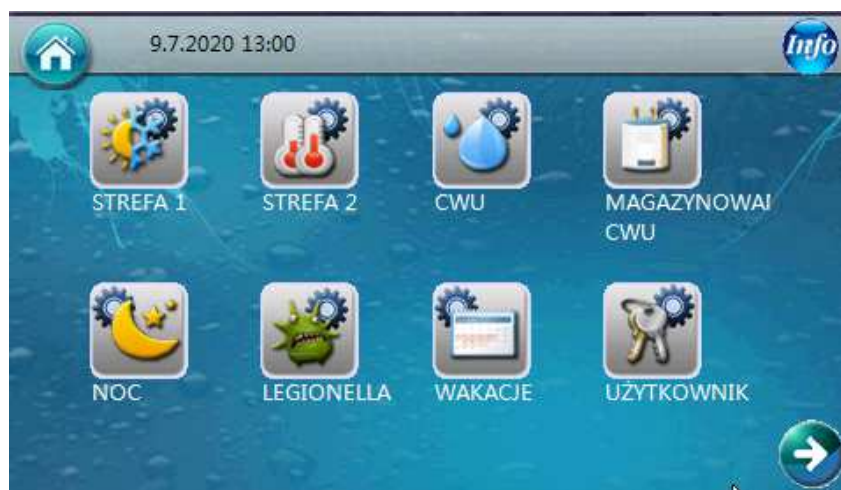 9.7.2020 13:00
Info
STREFA 1
STREFA 2
CWU
MAGAZYNOWAI
CWU
NOC
LEGIONELLA
WAKACJE
UŻYTKOWNIK